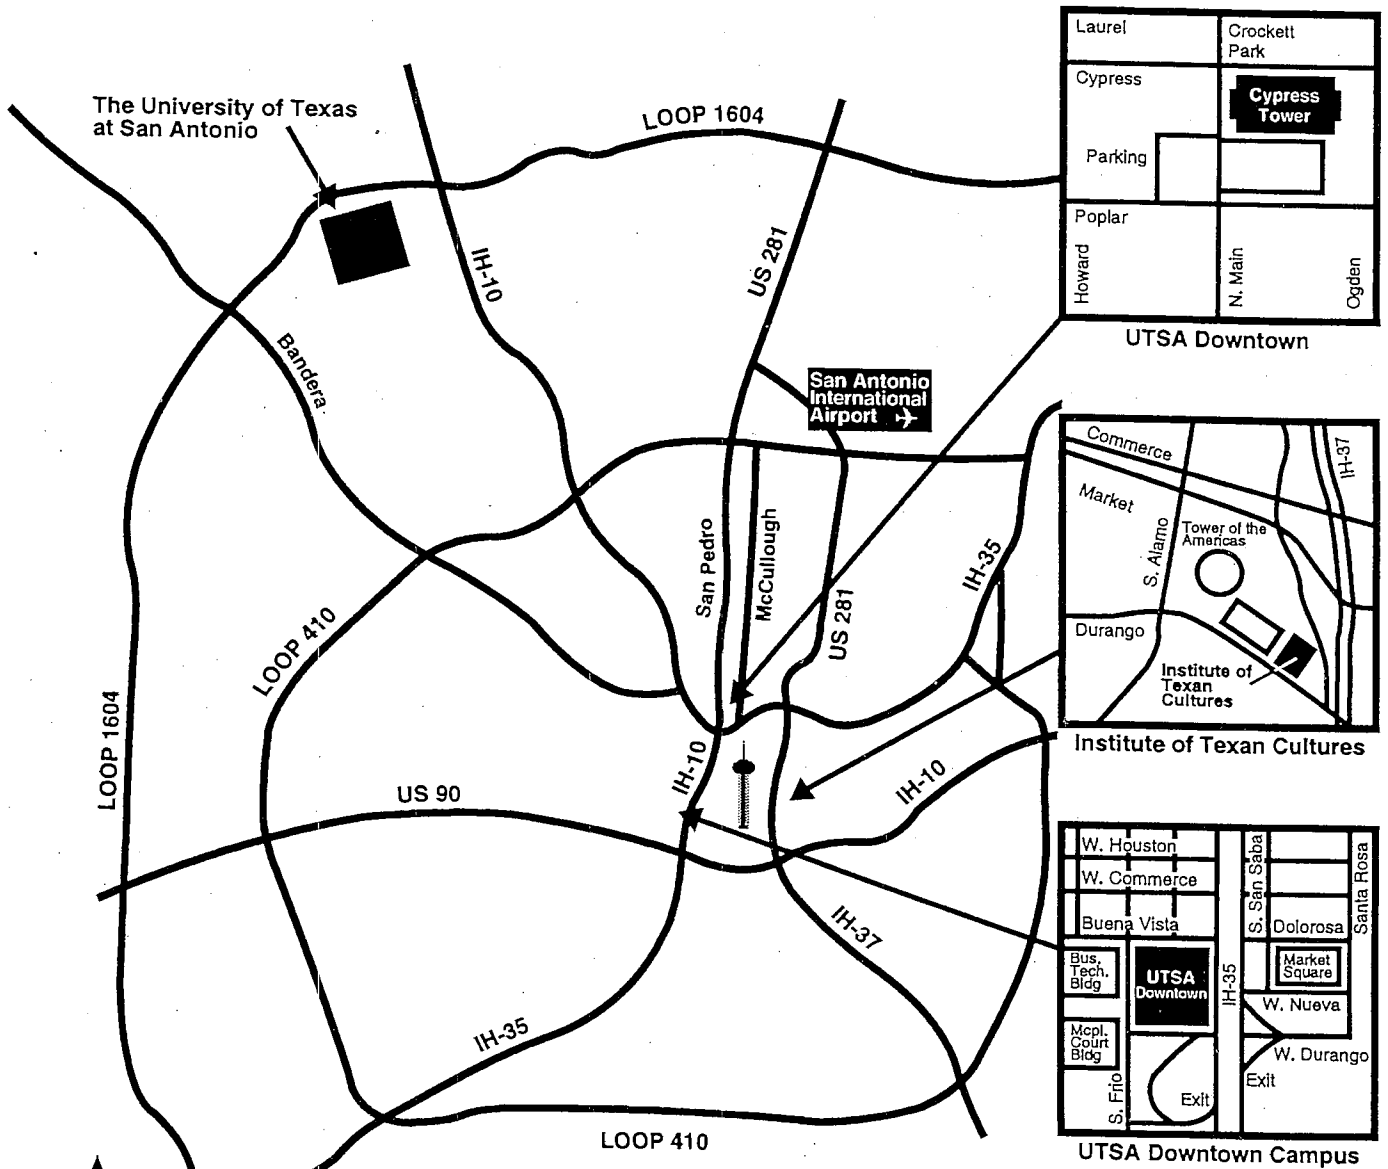 The University of Texas
at San Antonio
LOOP 1604
IH-10
US 281
Bandera
San Antonio
International
Airport
San Pedro
McCullough
IH-35
US 281
LOOP 410
LOOP 1604
US 90
IH-10
IH-10
IH-37
IH-35
LOOP 410
Laurel
Crockett
Park
Cypress
Cypress
Tower
Parking
Poplar
Howard
N. Main
Ogden
UTSA Downtown
Commerce
IH-37
Market
S. Alamo
Tower of the
Americas
Durango
Institute of
Texan
Cultures
Institute of Texan Cultures
W. Houston
W. Commerce
Buena Vista
S. San Saba
Santa Rosa
Dolorosa
Bus.
Tech.
Bldg
UTSA
Downtown
IH-35
Market
Square
W. Nueva
Mcpl.
Court
Bldg
W. Durango
S. Frio
Exit
Exit
UTSA Downtown Campus